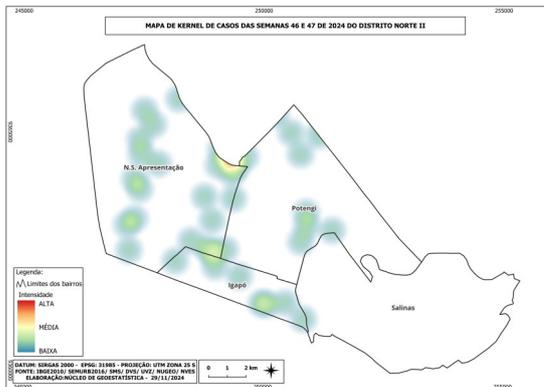 245000
250000
255000
MAPA DE KERNEL DE CASOS DAS SEMANAS 46 E 47 DE 2024 DO DISTRITO NORTE II
N.S. Apresentação
Potengi
Igapó
Salinas
Legenda:
Limites dos bairros
Intensidade
ALTA
MÉDIA
BAIXA
0 1 2 km
DATUM: SIRGAS 2000 - EPSG: 31985 - PROJEÇÃO: UTM ZONA 25 S
FONTE: IBGE2010/ SEMURB2016/ SMS/ DVS/ UVZ/ NUGEO/ NVES
ELABORAÇÃO:NÚCLEO DE GEOESTATÍSTICA - 29/11/2024
245000
250000
255000